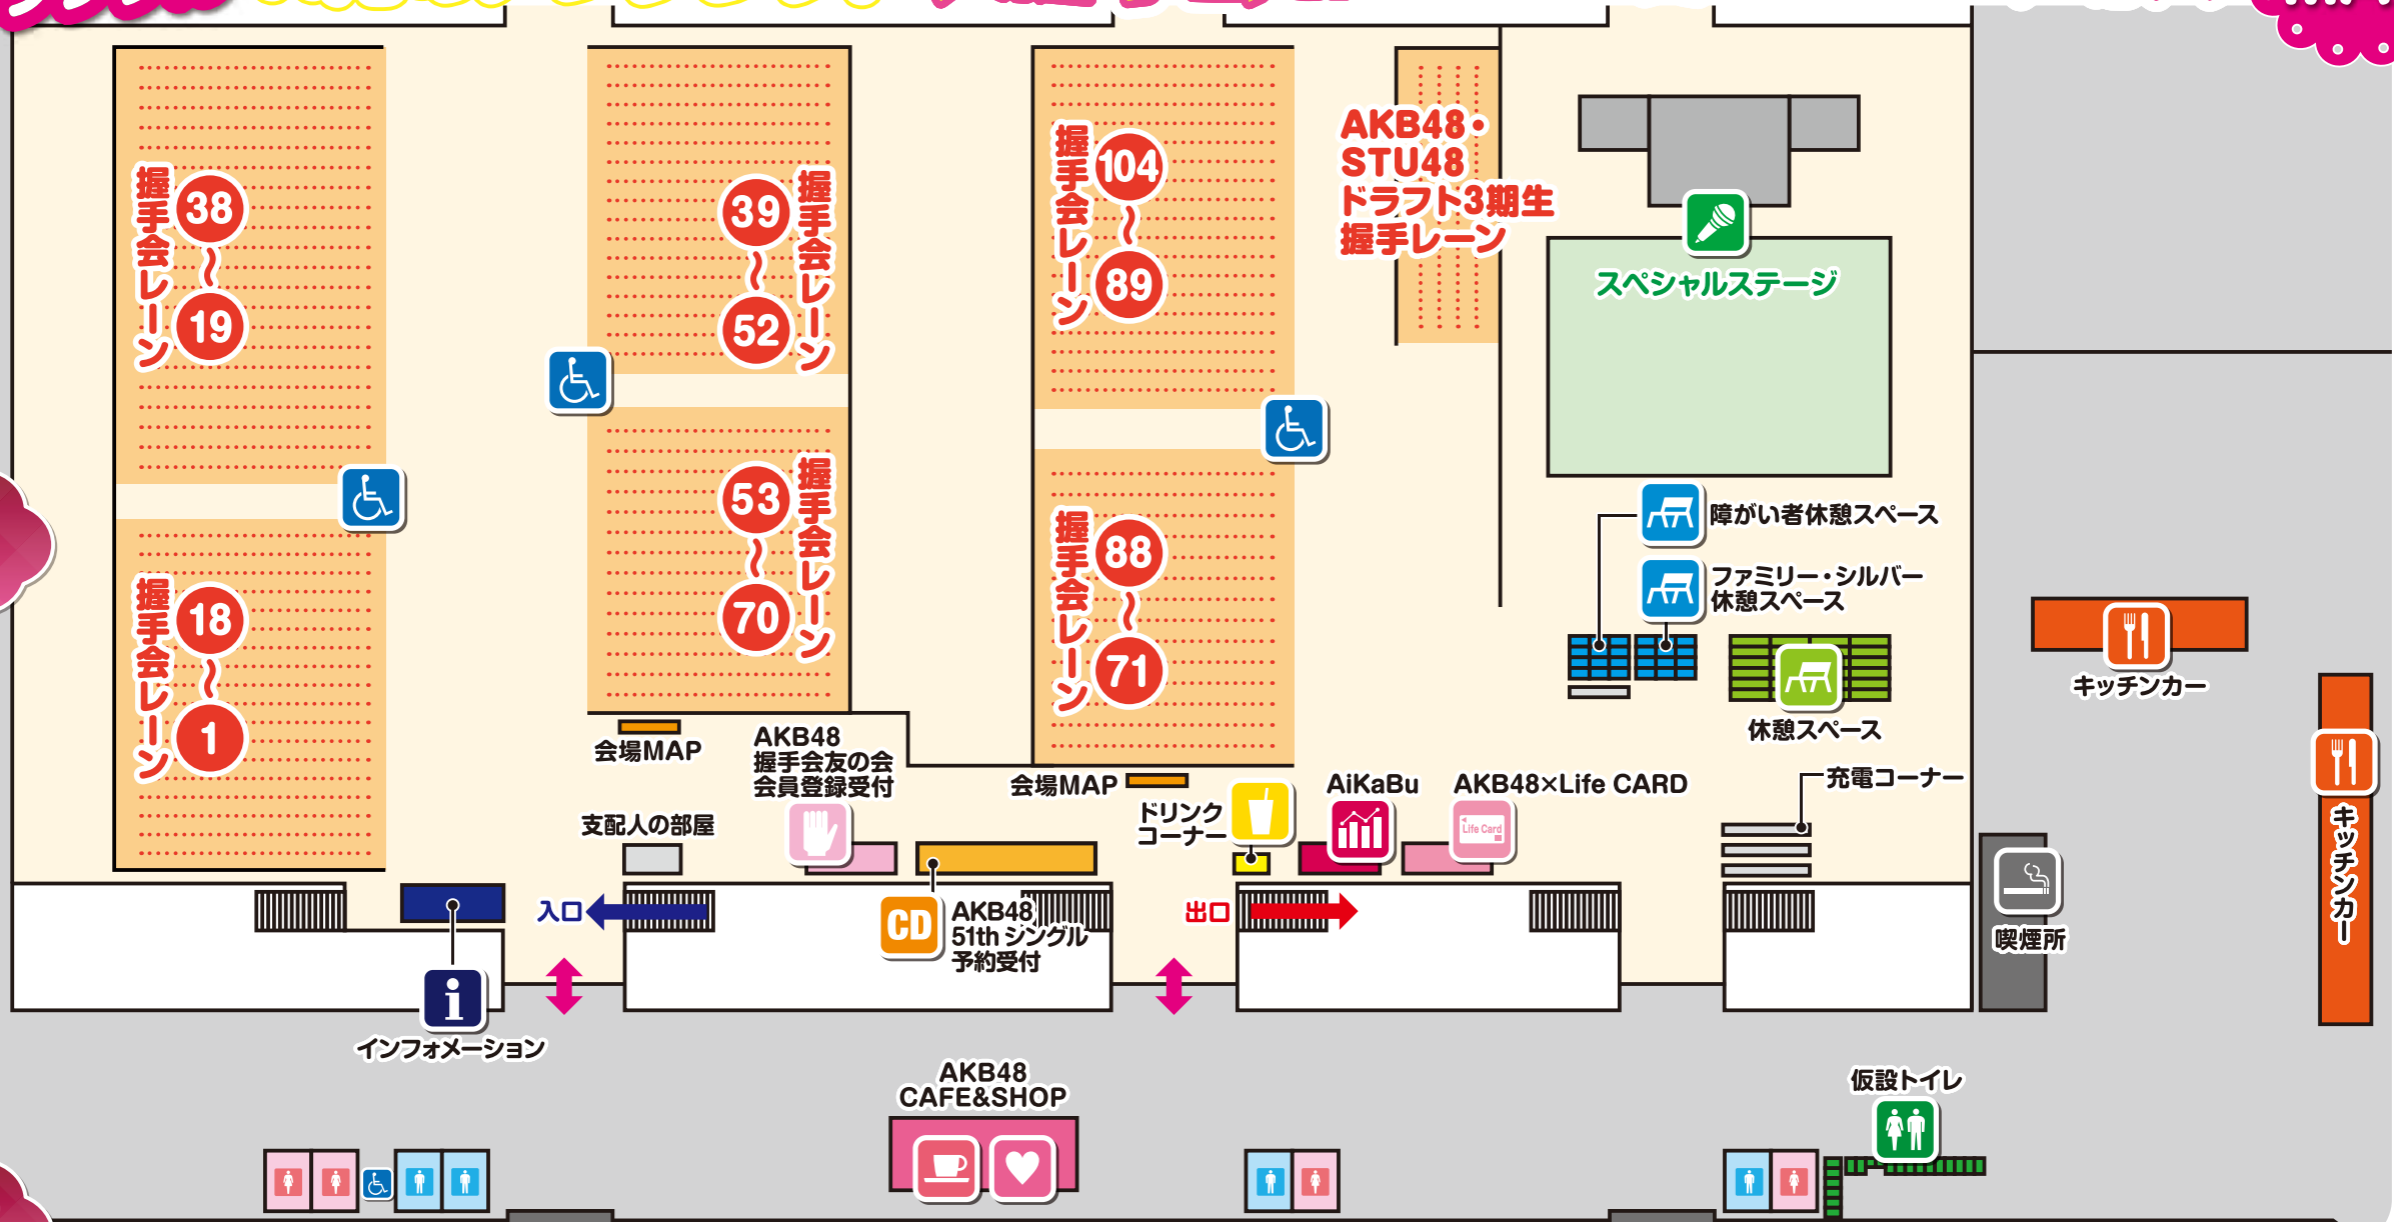 握手会レーン
38
〜
19
握手会レーン
18
〜
1
握手会レーン
39
〜
52
握手会レーン
53
〜
70
握手会レーン
104
〜
89
握手会レーン
88
〜
71
AKB48・
STU48
ドラフト3期生
握手レーン
スペシャルステージ
障がい者休憩スペース
ファミリー・シルバー
休憩スペース
休憩スペース
キッチンカー
キッチンカー
会場MAP
AKB48
握手会友の会
会員登録受付
支配人の部屋
会場MAP
ドリンク
コーナー
AiKaBu
AKB48×Life CARD
Life Card
充電コーナー
喫煙所
入口
CD
AKB48
51th シングル
予約受付
出口
i
インフォメーション
AKB48
CAFE&SHOP
仮設トイレ